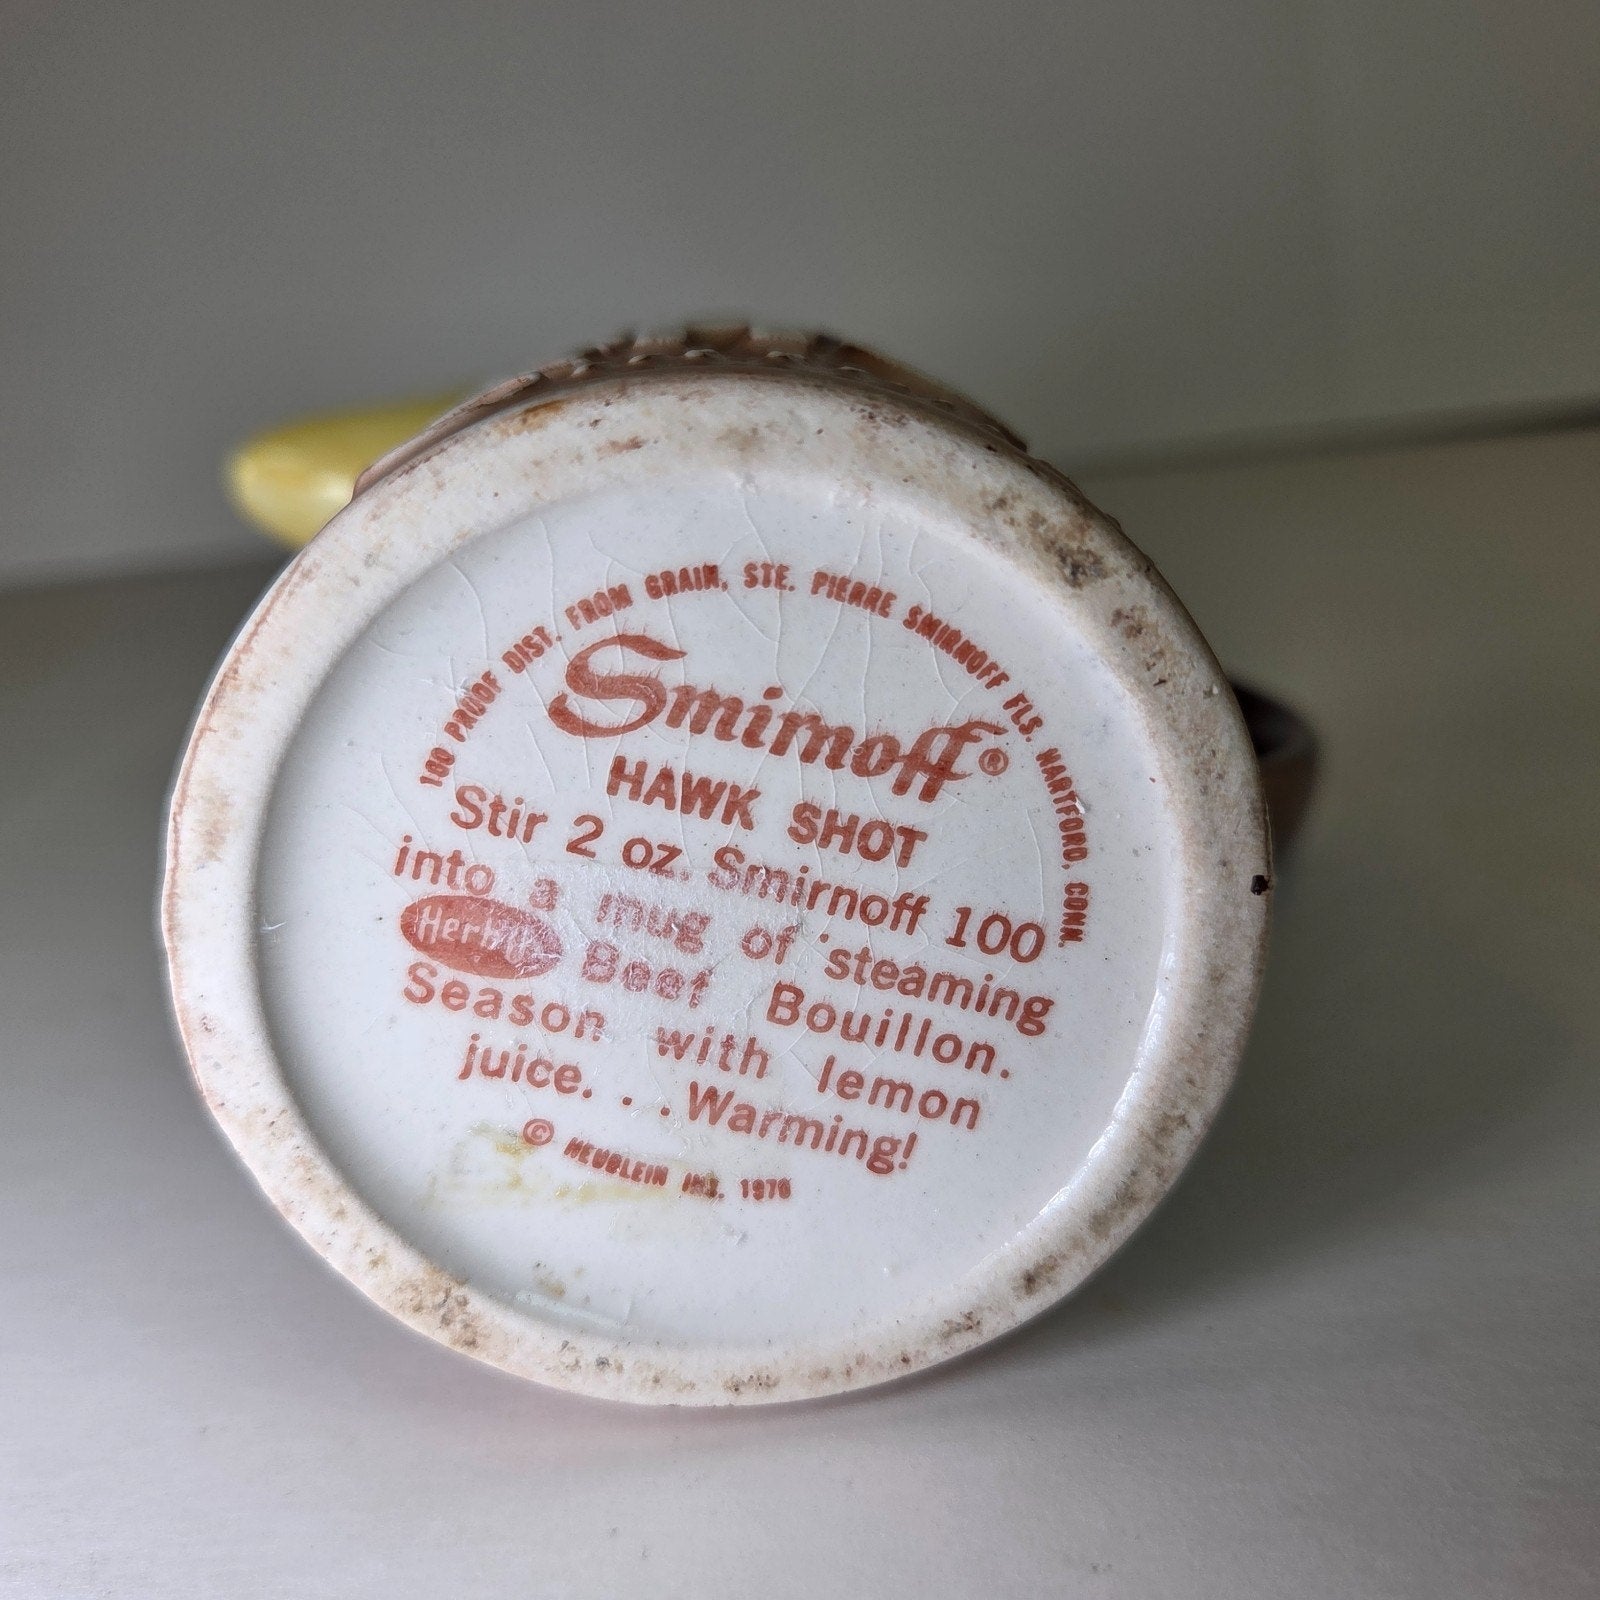 100 PROOF DIST. FROM GRAIN, STE. PIERRE SMIRNOFF FLS. HARTFORD, CONN.
Smirnoff®
HAWK SHOT
Stir 2 oz. Smirnoff 100
into a mug of steaming
Beef Bouillon.
Season with lemon
juice. . . Warming!
© HEUBLEIN INC.